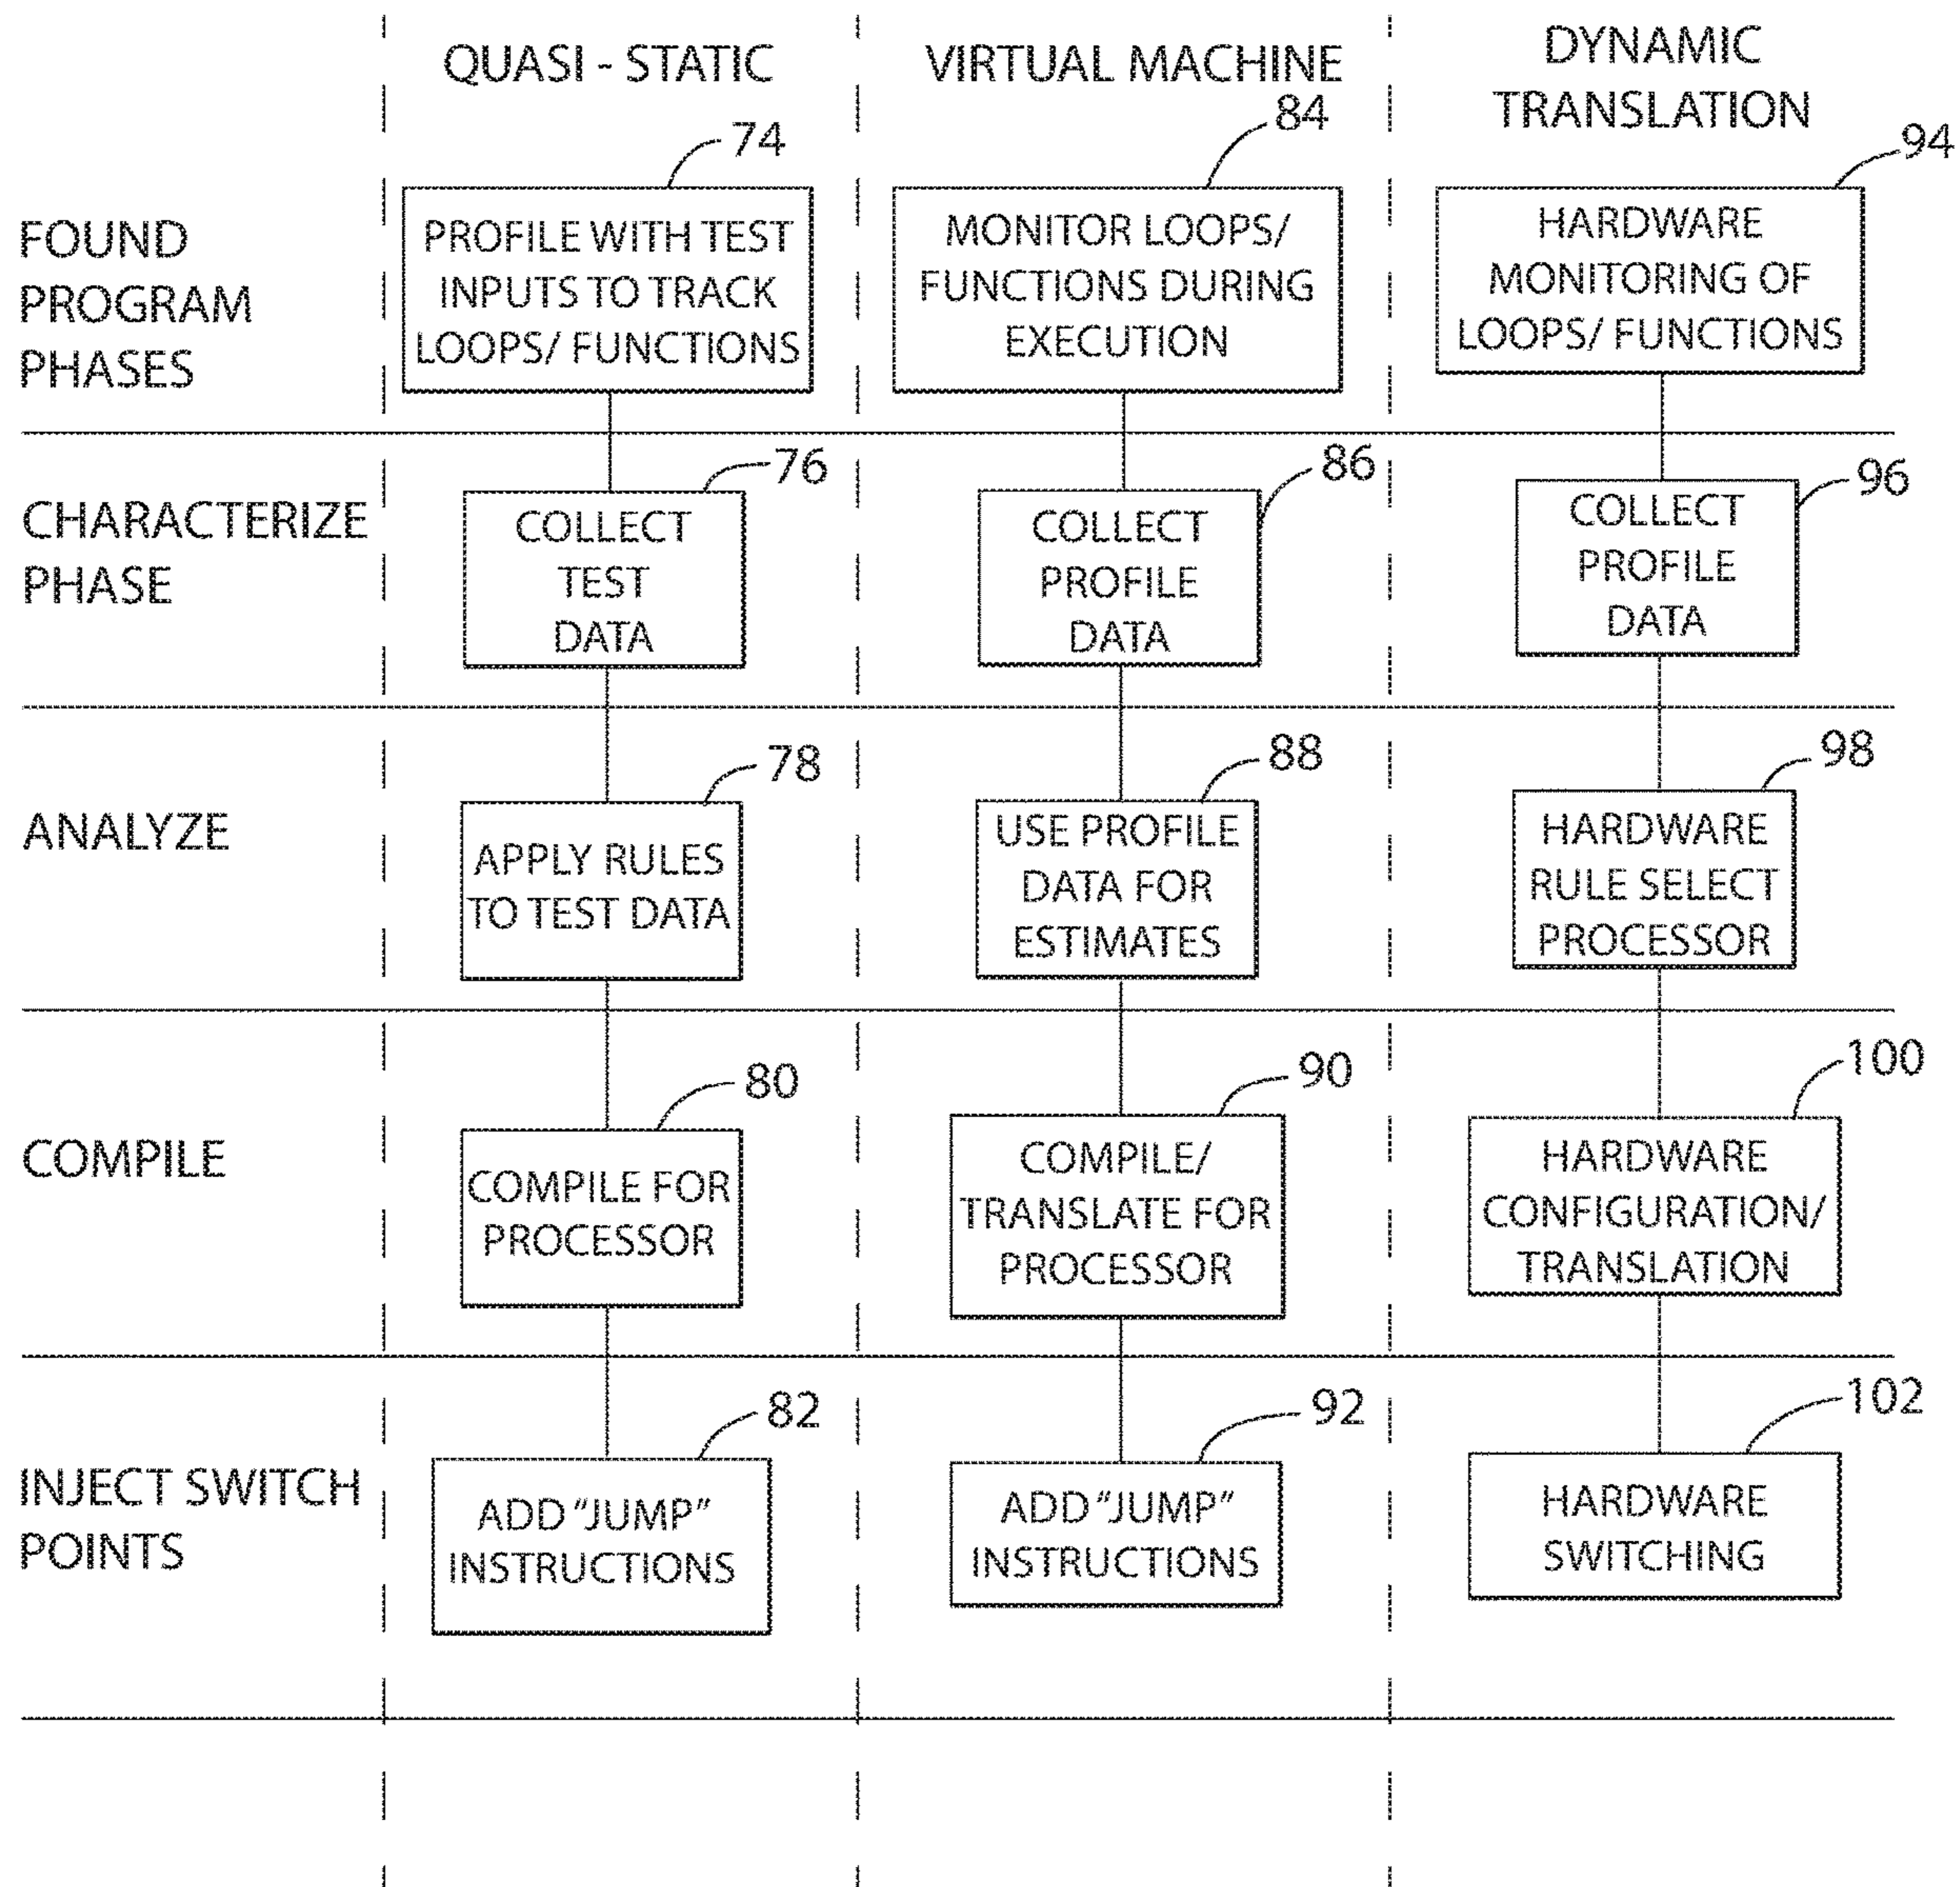 QUASI - STATIC
VIRTUAL MACHINE
DYNAMIC
TRANSLATION
74
84
94
FOUND
PROGRAM
PHASES
PROFILE WITH TEST
INPUTS TO TRACK
LOOPS/ FUNCTIONS
MONITOR LOOPS/
FUNCTIONS DURING
EXECUTION
HARDWARE
MONITORING OF
LOOPS/ FUNCTIONS
CHARACTERIZE
PHASE
76
COLLECT
TEST
DATA
86
COLLECT
PROFILE
DATA
96
COLLECT
PROFILE
DATA
ANALYZE
78
APPLY RULES
TO TEST DATA
88
USE PROFILE
DATA FOR
ESTIMATES
98
HARDWARE
RULE SELECT
PROCESSOR
COMPILE
80
COMPILE FOR
PROCESSOR
90
COMPILE/
TRANSLATE FOR
PROCESSOR
100
HARDWARE
CONFIGURATION/
TRANSLATION
INJECT SWITCH
POINTS
82
ADD "JUMP"
INSTRUCTIONS
92
ADD "JUMP"
INSTRUCTIONS
102
HARDWARE
SWITCHING